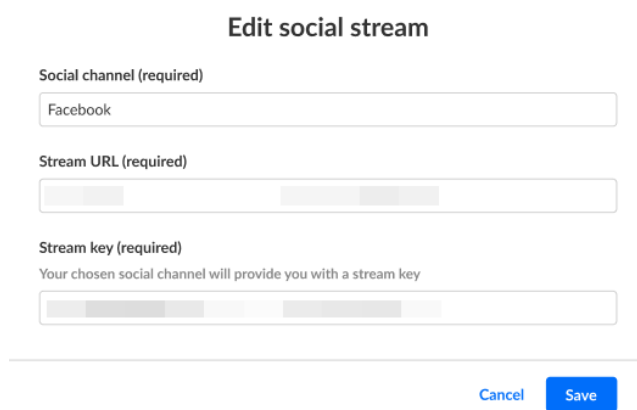 Edit social stream
Social channel (required)
Facebook
Stream URL (required)
Stream key (required)
Your chosen social channel will provide you with a stream key
Cancel Save